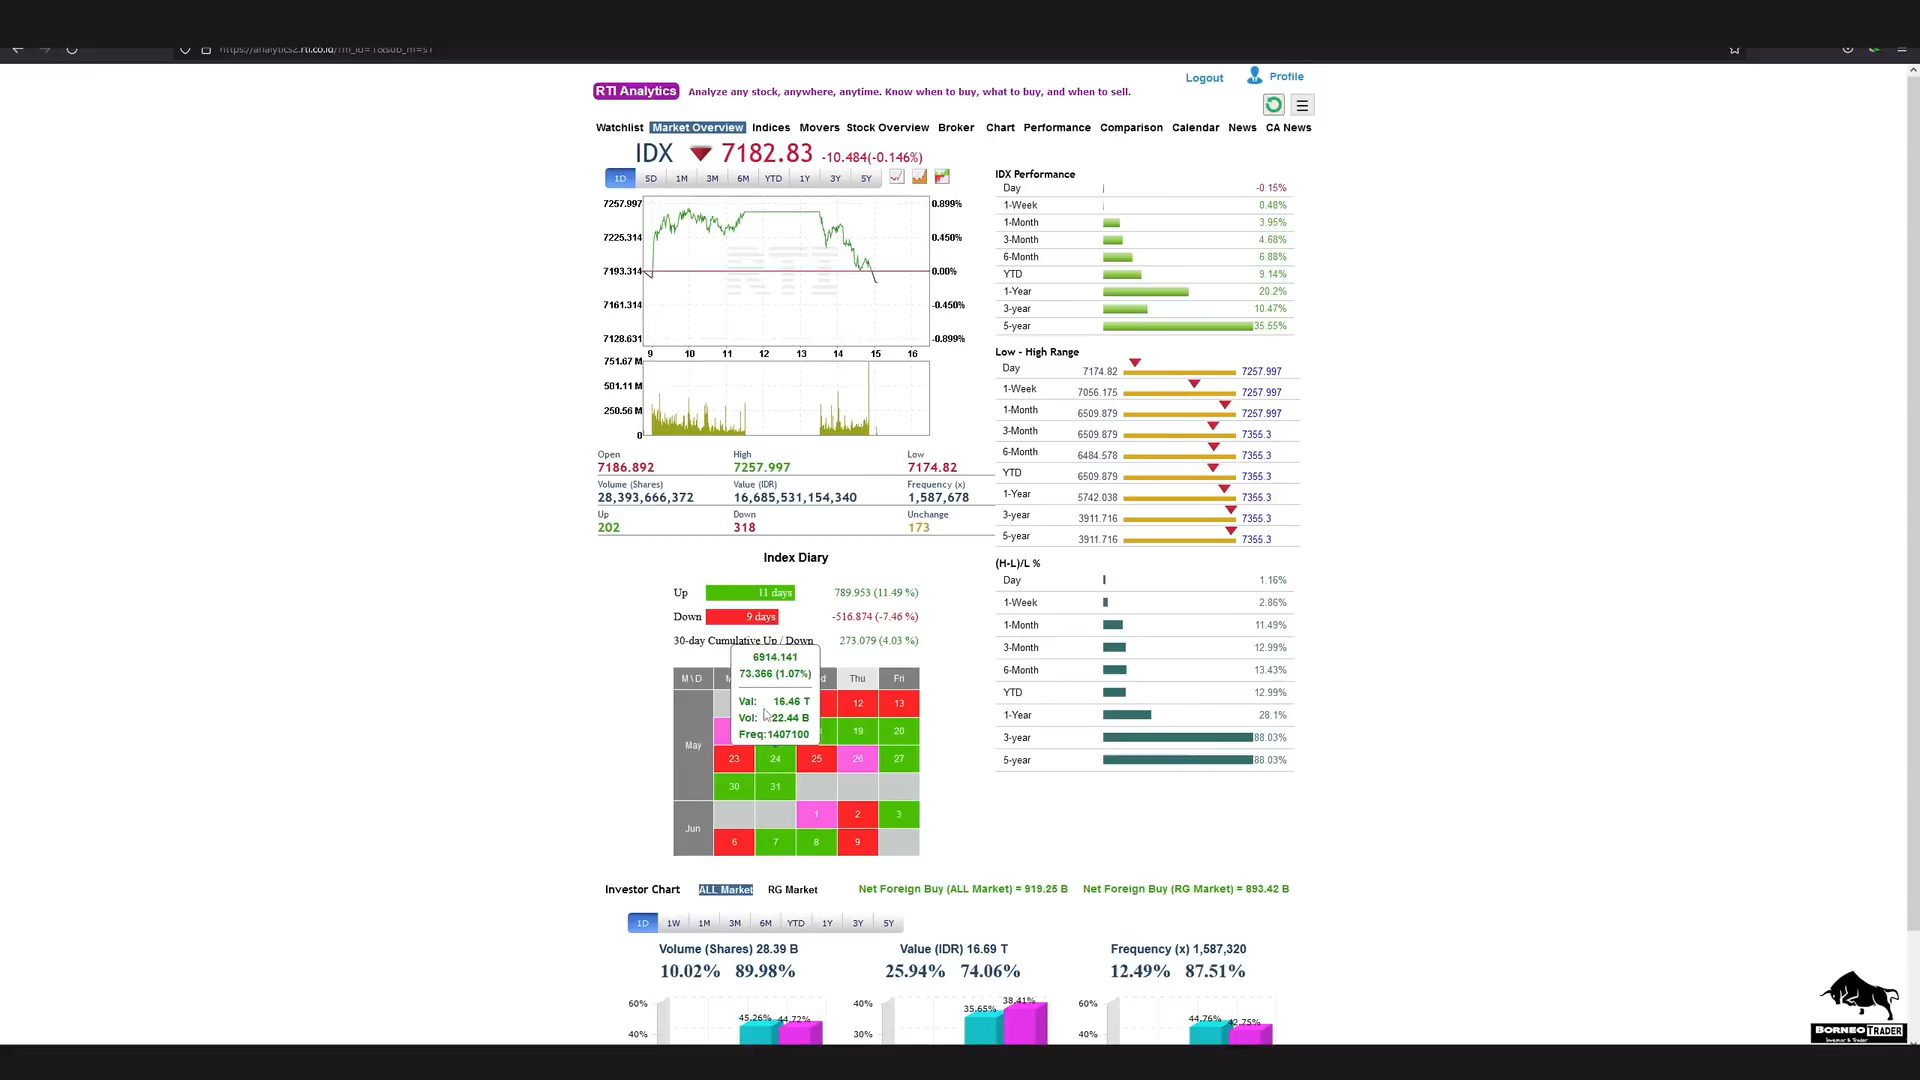 https://analytics2.rti.co.id/?m_id=1&sub_m=s1
Logout Profile
RTI Analytics Analyze any stock, anywhere, anytime. Know when to buy, what to buy, and when to sell.
Watchlist Market Overview Indices Movers Stock Overview Broker Chart Performance Comparison Calendar News CA News
IDX 7182.83 -10.484(-0.146%)
1D 5D 1M 3M 6M YTD 1Y 3Y 5Y
7257.997 0.899%
7225.314 0.450%
7193.314 0.00%
7161.314 -0.450%
7128.631 -0.899%
RTI
9 10 11 12 13 14 15 16
751.67 M
501.11 M
250.56 M
0
Open High Low
7186.892 7257.997 7174.82
Volume (Shares) Value (IDR) Frequency (x)
28,393,666,372 16,685,531,154,340 1,587,678
Up Down Unchange
202 318 173
IDX Performance
Day -0.15%
1-Week 0.48%
1-Month 3.95%
3-Month 4.68%
6-Month 6.88%
YTD 9.14%
1-Year 20.2%
3-year 10.47%
5-year 35.55%
Low - High Range
Day 7174.82 7257.997
1-Week 7056.175 7257.997
1-Month 6509.879 7257.997
3-Month 6509.879 7355.3
6-Month 6484.578 7355.3
YTD 6509.879 7355.3
1-Year 5742.038 7355.3
3-year 3911.716 7355.3
5-year 3911.716 7355.3
(H-L)/L %
Day 1.16%
1-Week 2.86%
1-Month 11.49%
3-Month 12.99%
6-Month 13.43%
YTD 12.99%
1-Year 28.1%
3-year 88.03%
5-year 88.03%
Index Diary
Up 11 days 789.953 (11.49 %)
Down 9 days -516.874 (-7.46 %)
30-day Cumulative Up / Down 273.079 (4.03 %)
6914.141
73.366 (1.07%)
Val: 16.46 T
Vol: 22.44 B
Freq:1407100
M \ D Thu Fri
12 13
19 20
May
23 24 25 26 27
30 31
1 2 3
Jun
6 7 8 9
Investor Chart ALL Market RG Market Net Foreign Buy (ALL Market) = 919.25 B Net Foreign Buy (RG Market) = 893.42 B
1D 1W 1M 3M 6M YTD 1Y 3Y 5Y
Volume (Shares) 28.39 B Value (IDR) 16.69 T Frequency (x) 1,587,320
10.02% 89.98% 25.94% 74.06% 12.49% 87.51%
60% 40% 60%
45.26% 44.72% 35.65% 38.41% 44.76% 42.75%
40% 30% 40%
BORNEO TRADER
Investor & Trader